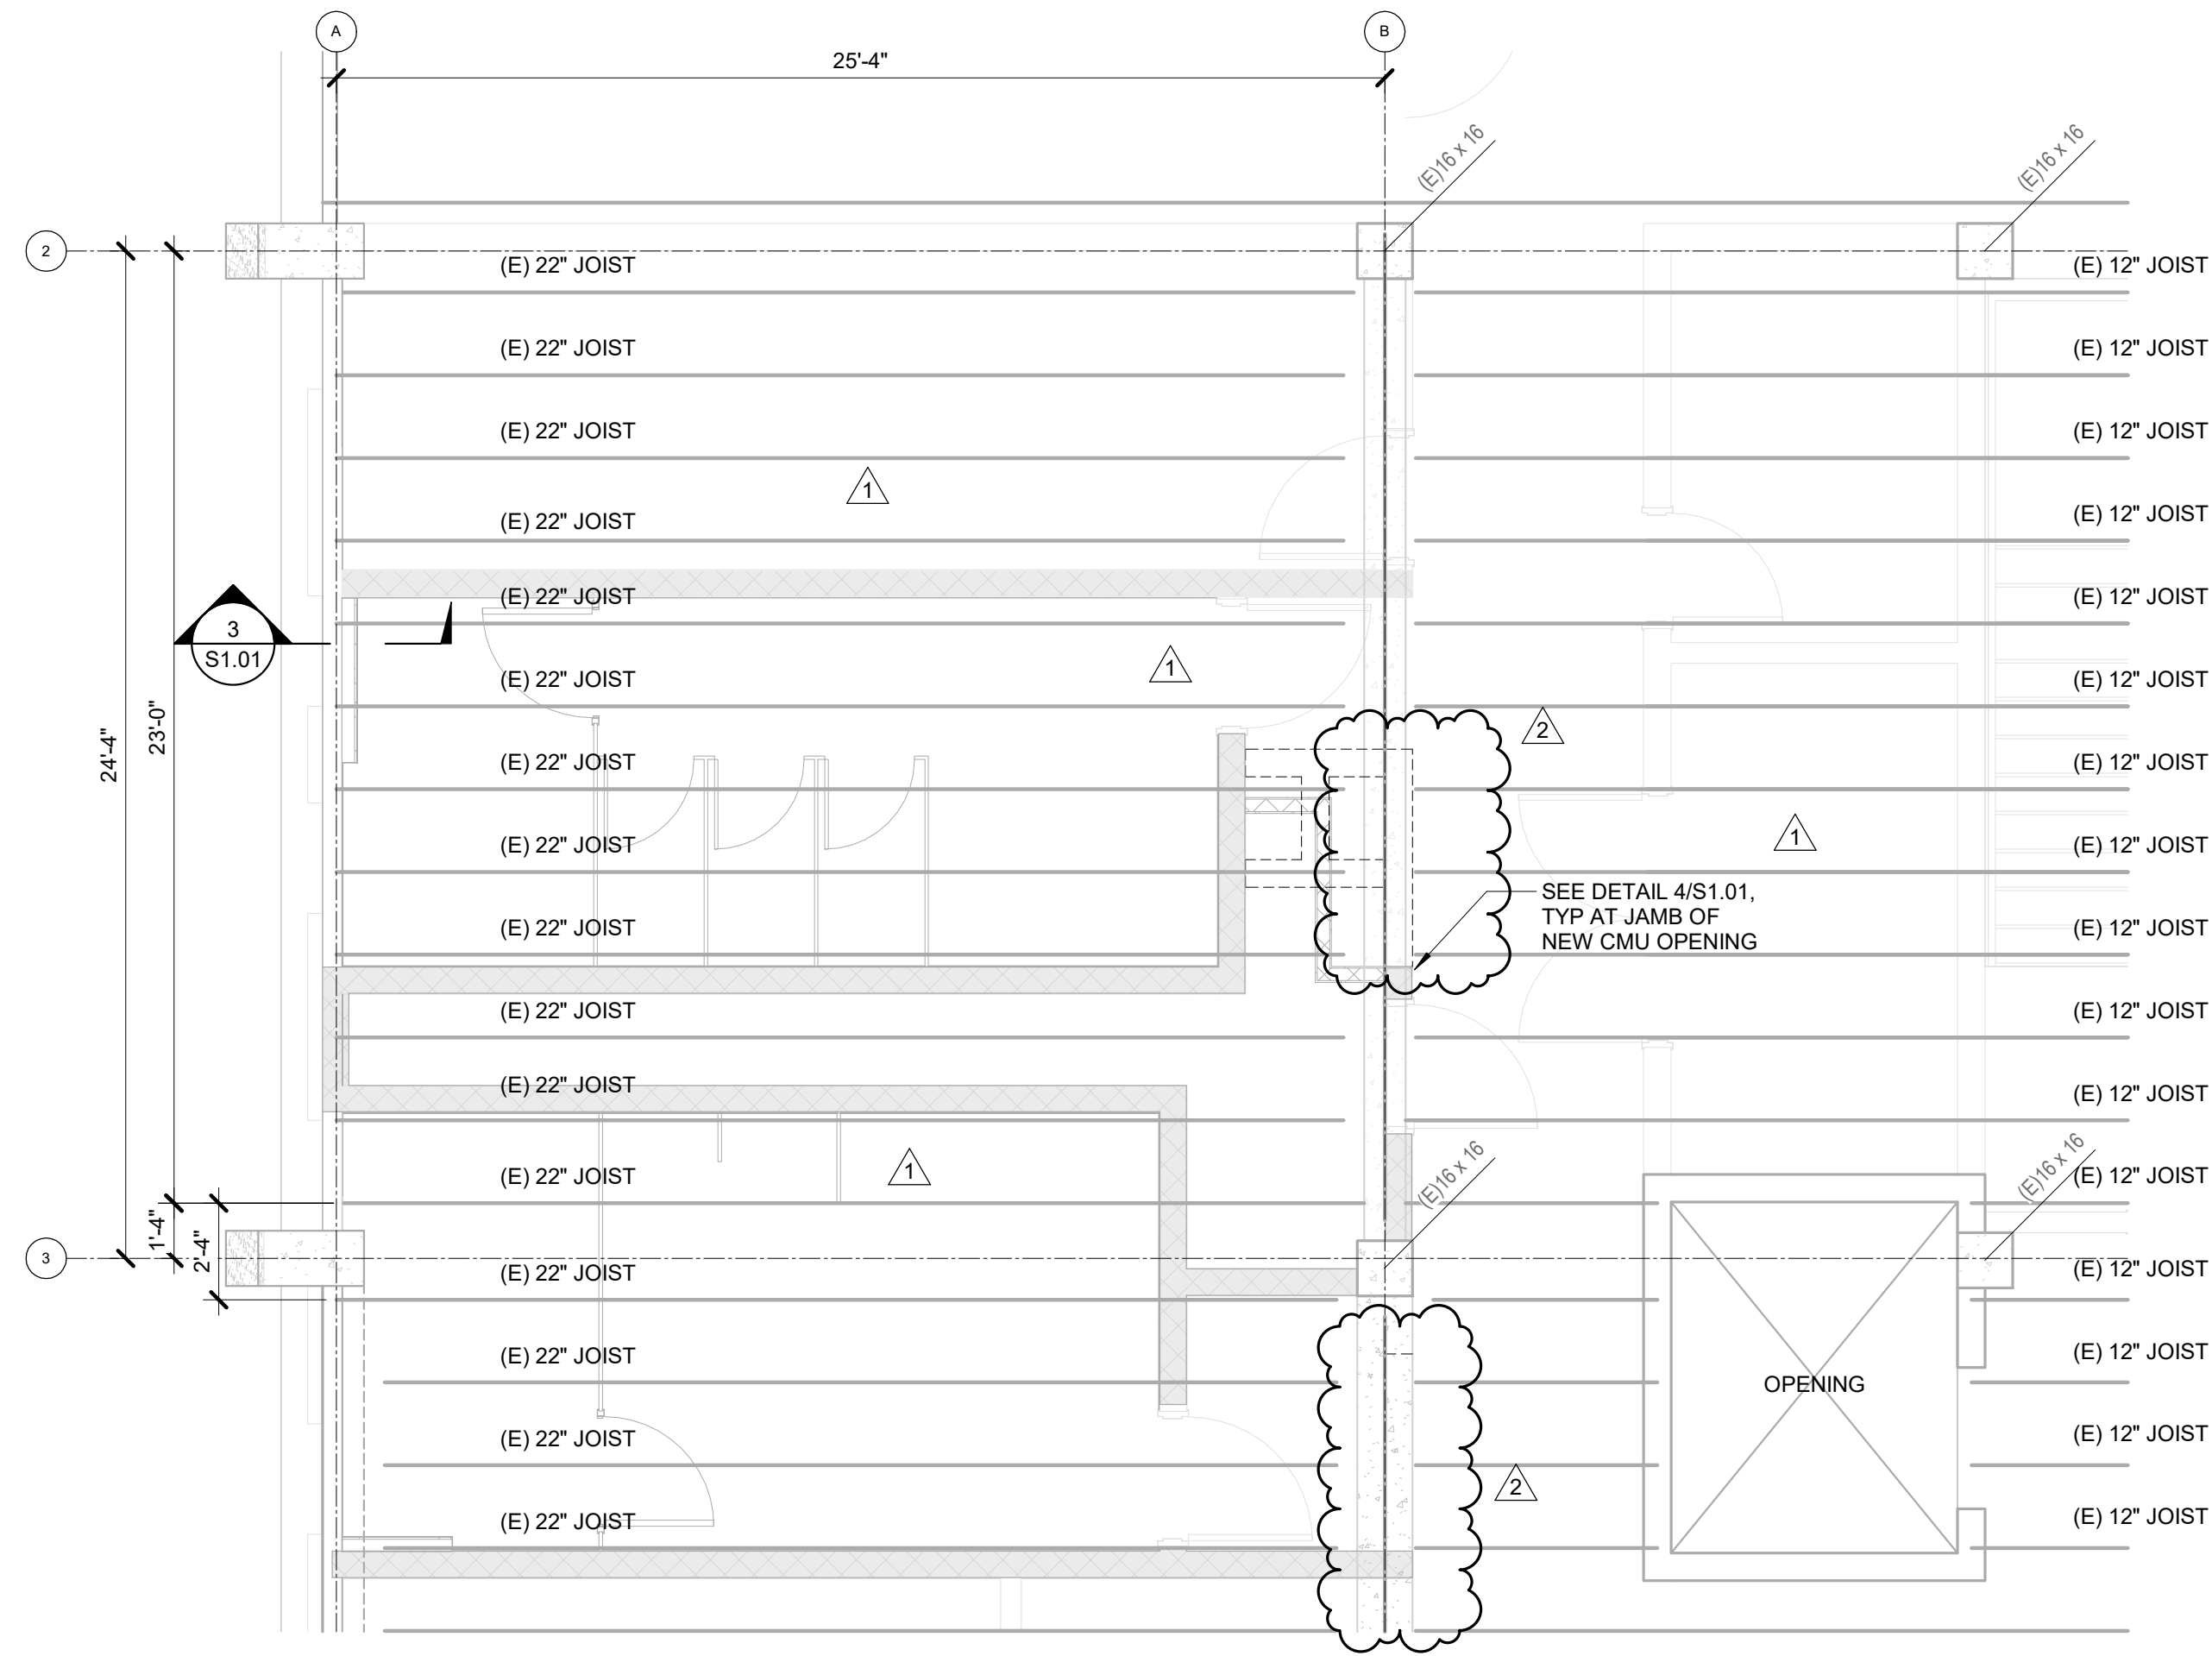 A
B
25'-4"
(E)16 x 16
(E)16 x 16
2
(E) 22" JOIST
(E) 12" JOIST
(E) 22" JOIST
(E) 12" JOIST
(E) 22" JOIST
(E) 12" JOIST
1
(E) 22" JOIST
(E) 12" JOIST
(E) 22" JOIST
(E) 12" JOIST
3
S1.01
1
(E) 22" JOIST
(E) 12" JOIST
24'-4"
23'-0"
2
(E) 22" JOIST
(E) 12" JOIST
1
(E) 22" JOIST
(E) 12" JOIST
SEE DETAIL 4/S1.01,
TYP AT JAMB OF
NEW CMU OPENING
(E) 22" JOIST
(E) 12" JOIST
(E) 22" JOIST
(E) 12" JOIST
(E) 22" JOIST
(E) 12" JOIST
1
(E) 22" JOIST
(E)16 x 16
(E)16 x 16
(E) 12" JOIST
1'-4"
2'-4"
3
(E) 22" JOIST
(E) 12" JOIST
(E) 22" JOIST
(E) 12" JOIST
OPENING
(E) 22" JOIST
(E) 12" JOIST
2
(E) 22" JOIST
(E) 12" JOIST